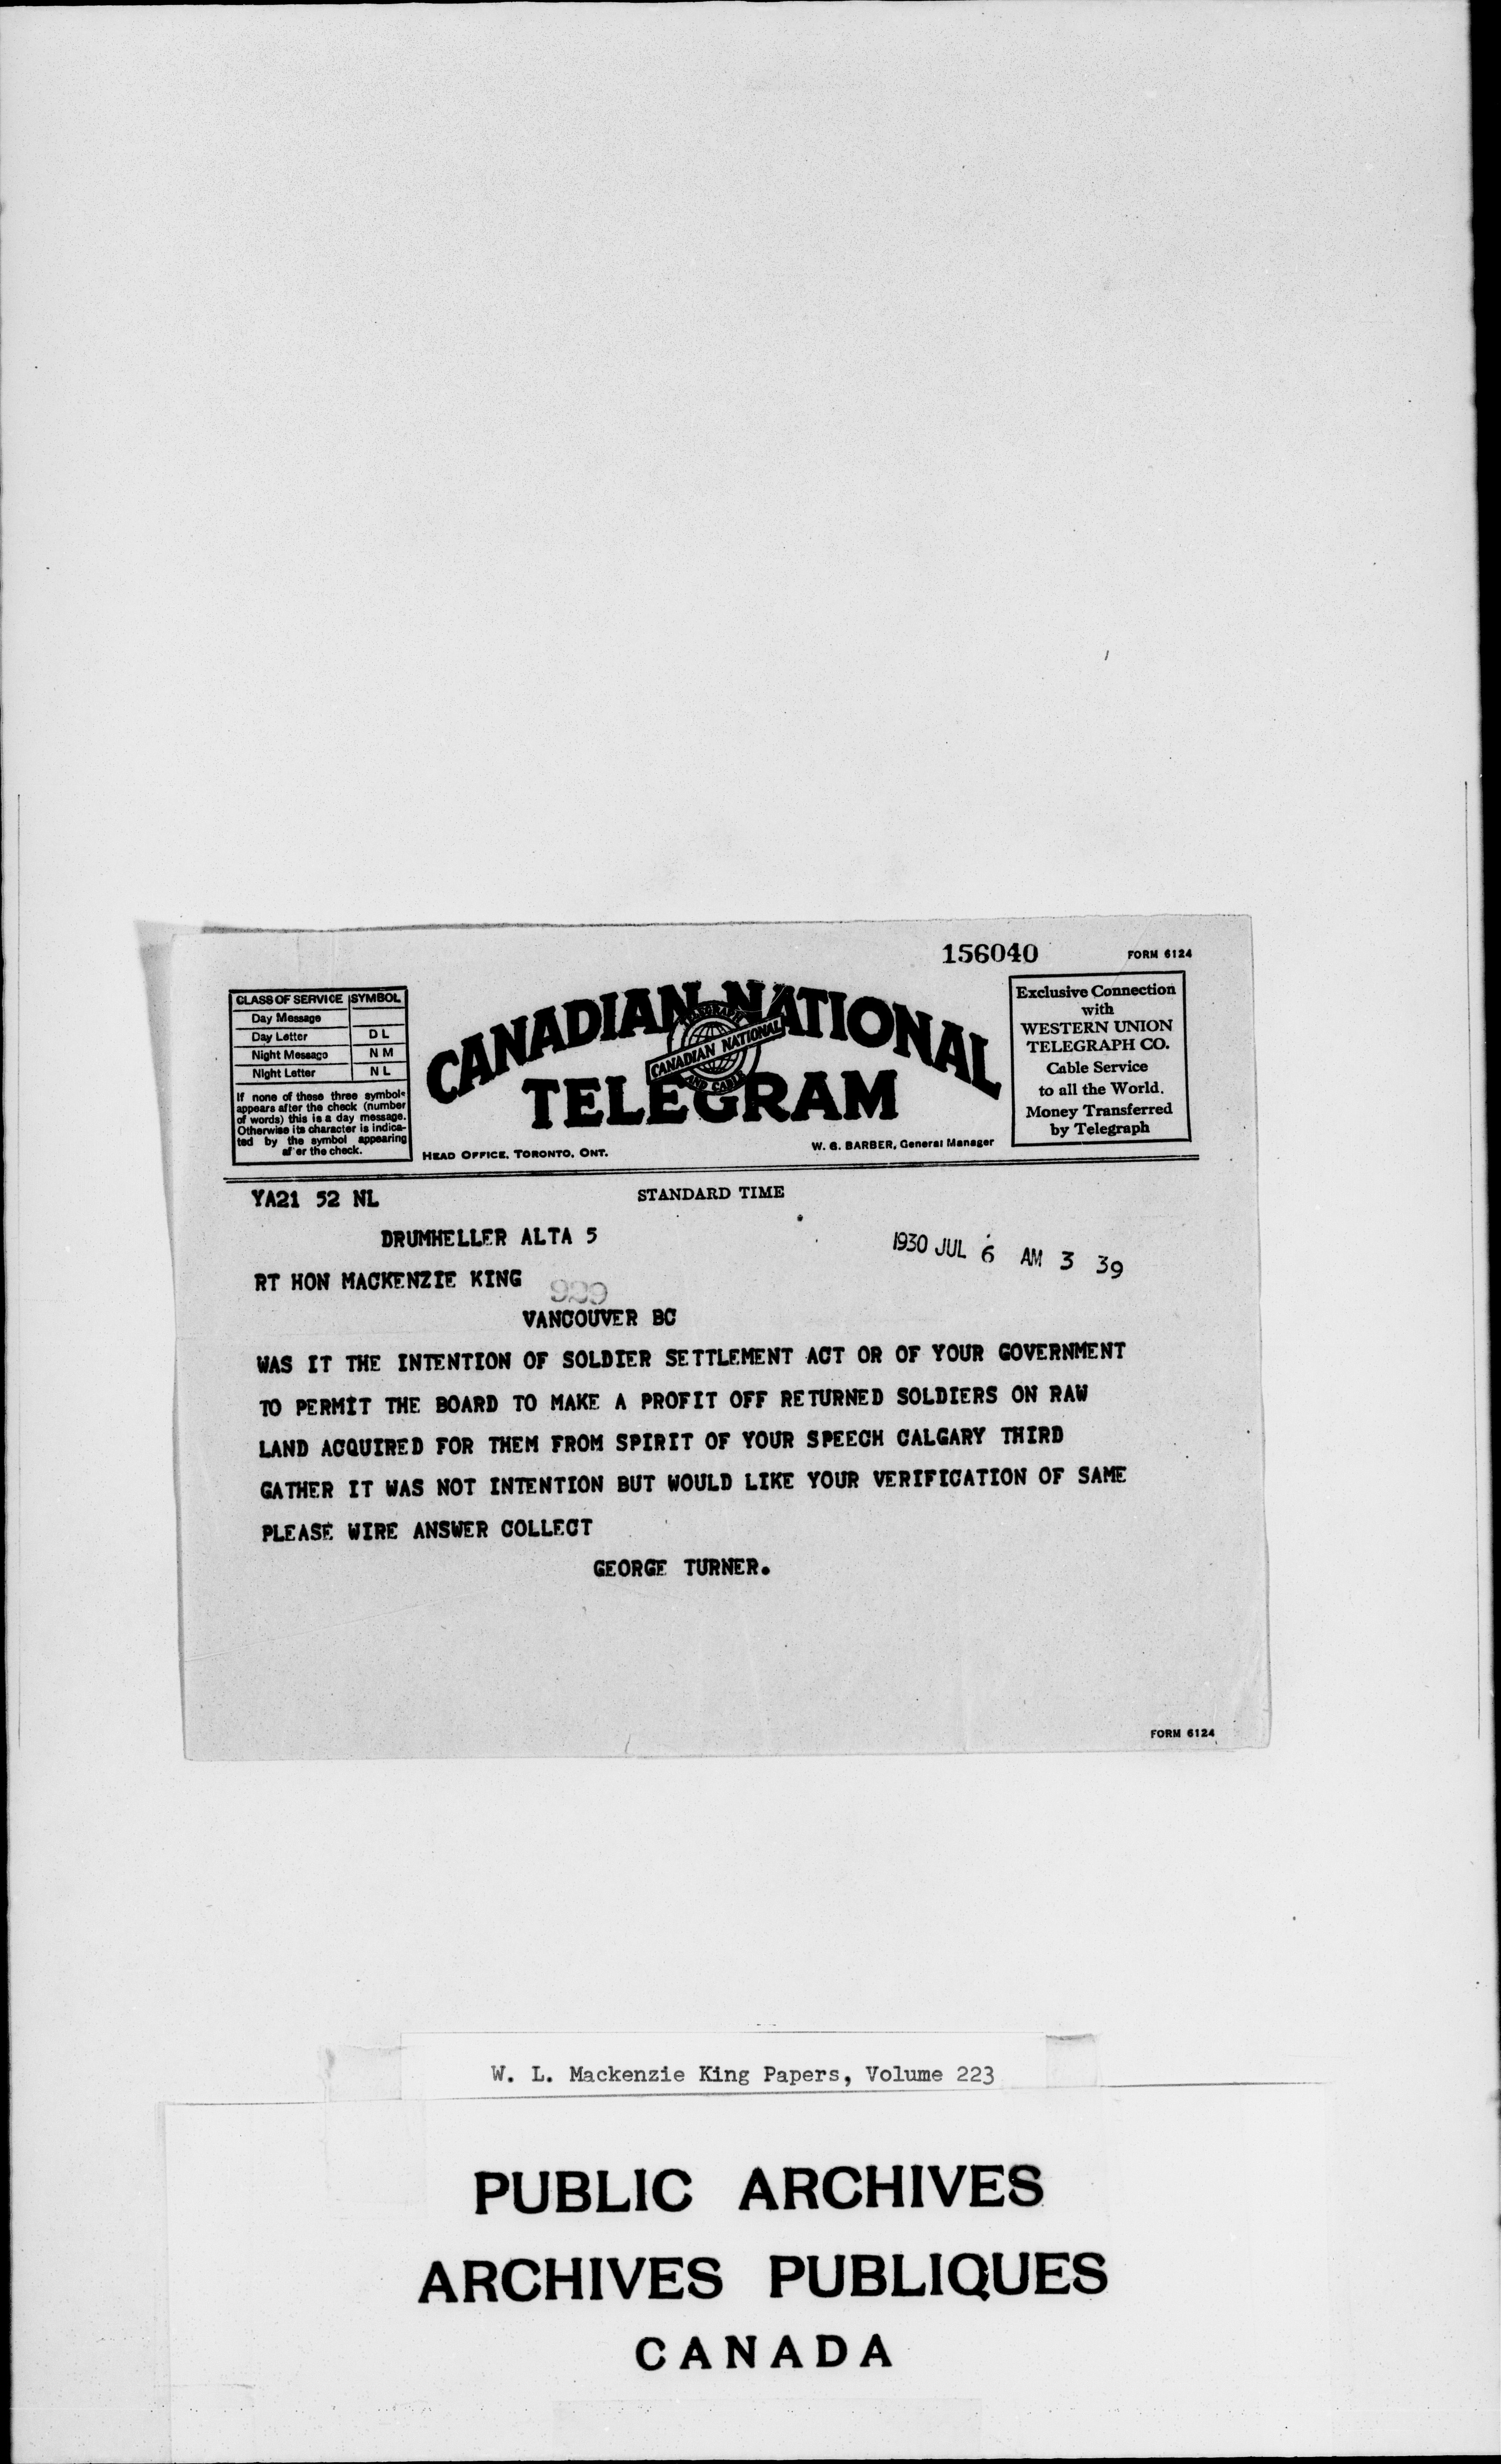 156040
FORM 6124
CLASS OF SERVICE SYMBOL
Day Message
Day Letter D L
Night Message N M
Night Letter N L
If none of these three symbols
appears after the check (number
of words) this is a day message.
Otherwise its character is indica-
ted by the symbol appearing
after the check.
CANADIAN NATIONAL
TELEGRAPH
CANADIAN NATIONAL
AND CABLE
TELEGRAM
HEAD OFFICE, TORONTO, ONT.
W. G. BARBER, General Manager
Exclusive Connection
with
WESTERN UNION
TELEGRAPH CO.
Cable Service
to all the World.
Money Transferred
by Telegraph
YA21 52 NL
STANDARD TIME
DRUMHELLER ALTA 5
1930 JUL 6 AM 3 39
RT HON MACKENZIE KING
929
VANCOUVER BC
WAS IT THE INTENTION OF SOLDIER SETTLEMENT ACT OR OF YOUR GOVERNMENT
TO PERMIT THE BOARD TO MAKE A PROFIT OFF RETURNED SOLDIERS ON RAW
LAND ACQUIRED FOR THEM FROM SPIRIT OF YOUR SPEECH CALGARY THIRD
GATHER IT WAS NOT INTENTION BUT WOULD LIKE YOUR VERIFICATION OF SAME
PLEASE WIRE ANSWER COLLECT
GEORGE TURNER.
FORM 6124
W. L. Mackenzie King Papers, Volume 223
PUBLIC ARCHIVES
ARCHIVES PUBLIQUES
CANADA